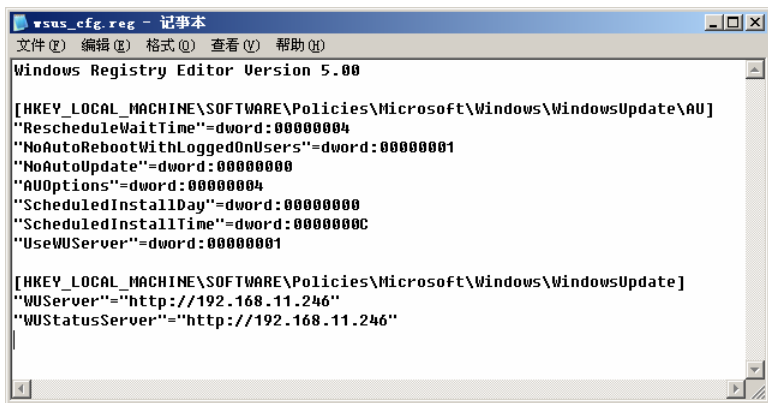 wsus_cfg.reg - 记事本
文件(F) 编辑(E) 格式(O) 查看(V) 帮助(H)
Windows Registry Editor Version 5.00
[HKEY_LOCAL_MACHINE\SOFTWARE\Policies\Microsoft\Windows\WindowsUpdate\AU]
"RescheduleWaitTime"=dword:00000004
"NoAutoRebootWithLoggedOnUsers"=dword:00000001
"NoAutoUpdate"=dword:00000000
"AUOptions"=dword:00000004
"ScheduledInstallDay"=dword:00000000
"ScheduledInstallTime"=dword:0000000C
"UseWUServer"=dword:00000001
[HKEY_LOCAL_MACHINE\SOFTWARE\Policies\Microsoft\Windows\WindowsUpdate]
"WUServer"="http://192.168.11.246"
"WUStatusServer"="http://192.168.11.246"